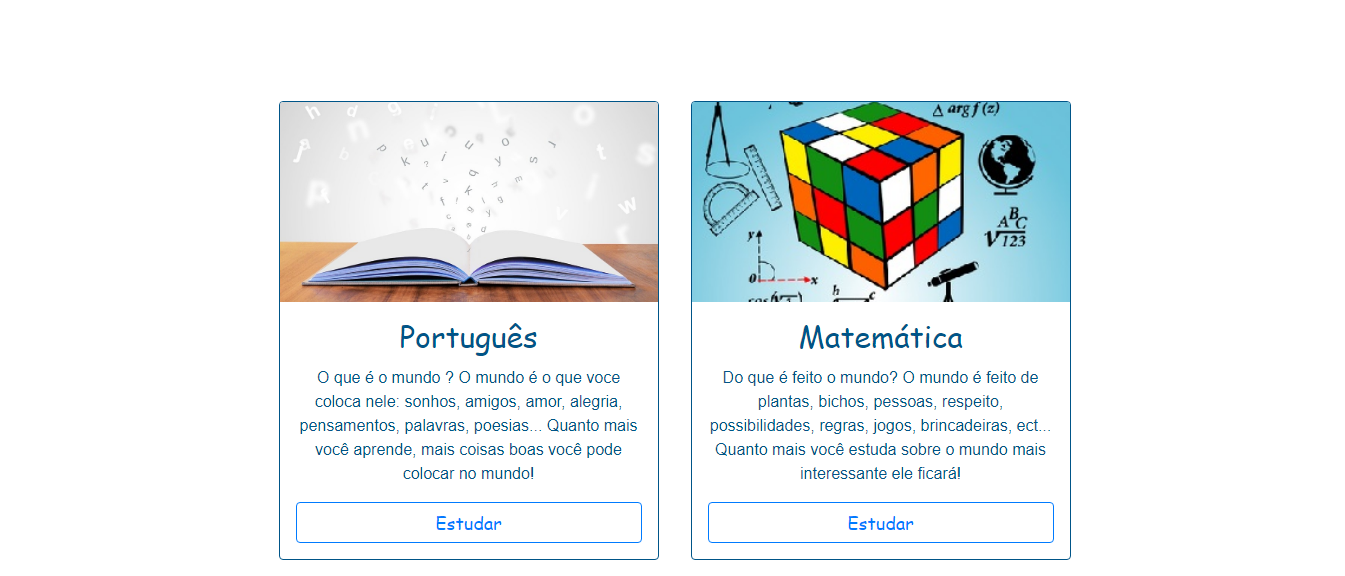 Português
O que é o mundo ? O mundo é o que voce
coloca nele: sonhos, amigos, amor, alegria,
pensamentos, palavras, poesias... Quanto mais
você aprende, mais coisas boas você pode
colocar no mundo!
Estudar
Δ arg f (z)
A B C
√123
y
0 x
h c
Matemática
Do que é feito o mundo? O mundo é feito de
plantas, bichos, pessoas, respeito,
possibilidades, regras, jogos, brincadeiras, ect...
Quanto mais você estuda sobre o mundo mais
interessante ele ficará!
Estudar